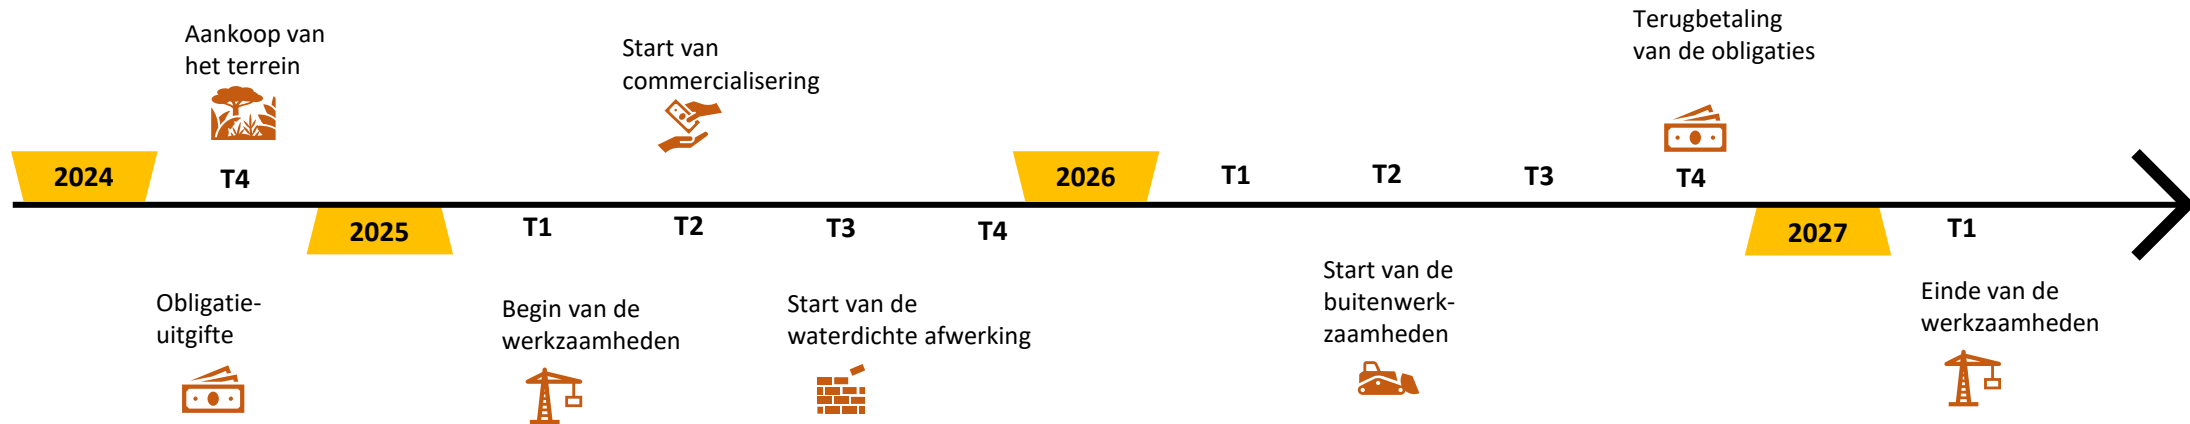 Aankoop van
het terrein
Start van
commercialisering
Terugbetaling
van de obligaties
2024
T4
2026
T1
T2
T3
T4
2025
T1
T2
T3
T4
2027
T1
Obligatie-
uitgifte
Begin van de
werkzaamheden
Start van de
waterdichte afwerking
Start van de
buitenwerk-
zaamheden
Einde van de
werkzaamheden